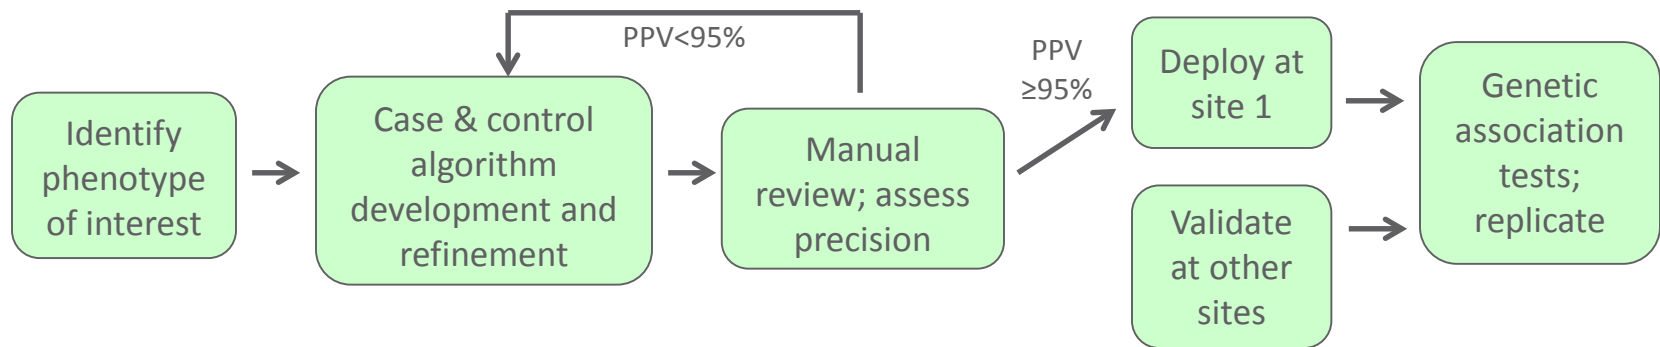 Identify
phenotype
of interest
PPV<95%
Case & control
algorithm
development and
refinement
Manual
review; assess
precision
PPV
≥95%
Deploy at
site 1
Validate
at other
sites
Genetic
association
tests;
replicate